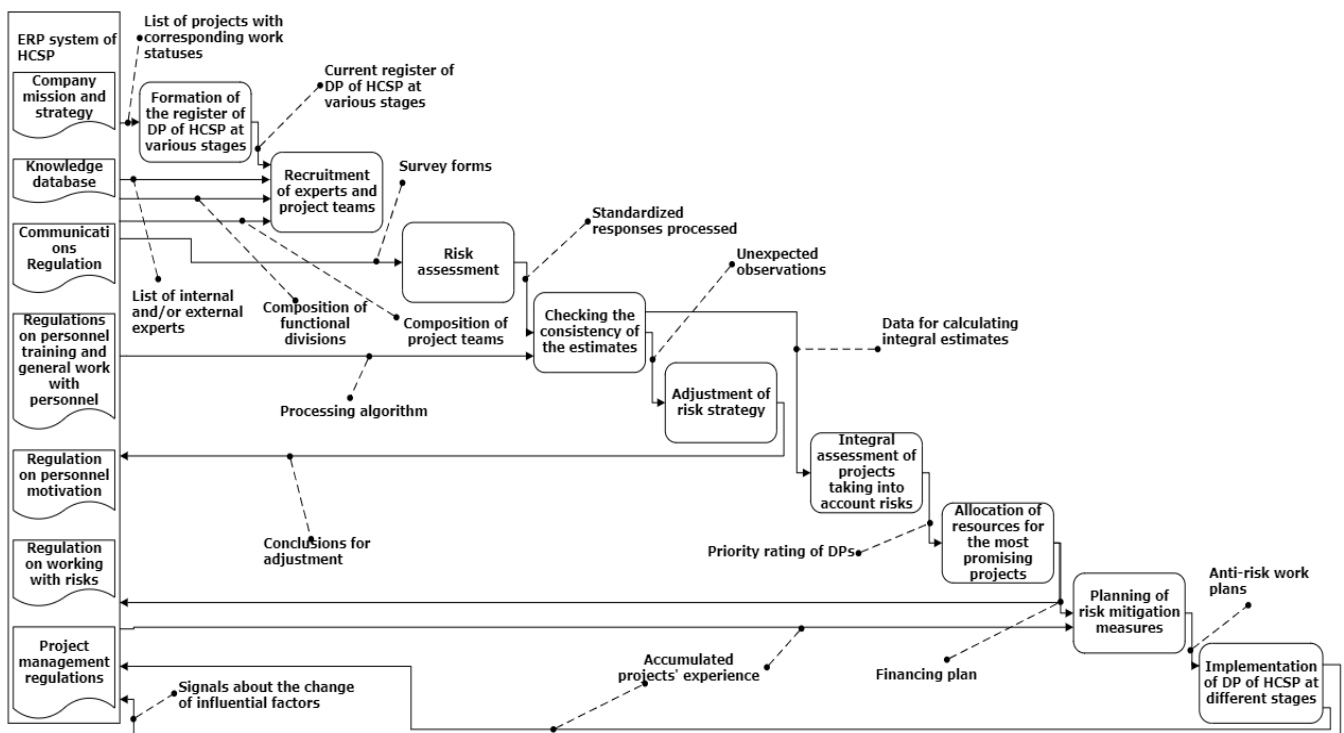 ERP system of
HCSP
List of projects with
corresponding work
statuses
Company
mission and
strategy
Formation of
the register of
DP of HCSP at
various stages
Current register of
DP of HCSP at
various stages
Knowledge
database
Recruitment
of experts and
project teams
Survey forms
Communicati
ons
Regulation
Risk
assessment
Standardized
responses processed
Unexpected
observations
List of internal
and/or external
experts
Composition of
functional
divisions
Composition of
project teams
Regulations
on personnel
training and
general work
with
personnel
Checking the
consistency of
the estimates
Data for calculating
integral estimates
Processing algorithm
Adjustment of
risk strategy
Regulation
on personnel
motivation
Integral
assessment of
projects
taking into
account risks
Conclusions for
adjustment
Priority rating of DPs
Allocation of
resources for
the most
promising
projects
Regulation
on working
with risks
Planning of
risk mitigation
measures
Anti-risk work
plans
Project
management
regulations
Signals about the change
of influential factors
Accumulated
projects' experience
Financing plan
Implementation
of DP of HCSP at
different stages